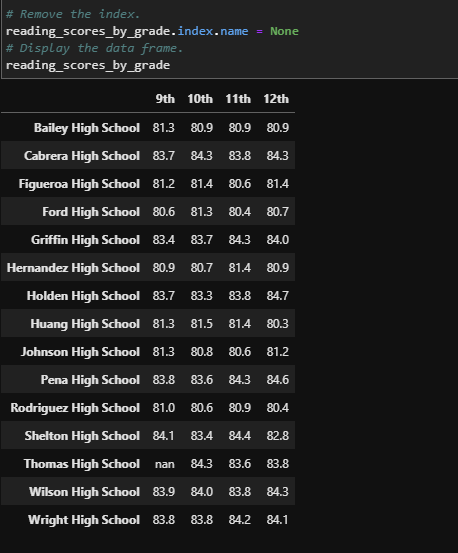 # Remove the index.
reading_scores_by_grade.index.name = None
# Display the data frame.
reading_scores_by_grade
9th 10th 11th 12th
Bailey High School 81.3 80.9 80.9 80.9
Cabrera High School 83.7 84.3 83.8 84.3
Figueroa High School 81.2 81.4 80.6 81.4
Ford High School 80.6 81.3 80.4 80.7
Griffin High School 83.4 83.7 84.3 84.0
Hernandez High School 80.9 80.7 81.4 80.9
Holden High School 83.7 83.3 83.8 84.7
Huang High School 81.3 81.5 81.4 80.3
Johnson High School 81.3 80.8 80.6 81.2
Pena High School 83.8 83.6 84.3 84.6
Rodriguez High School 81.0 80.6 80.9 80.4
Shelton High School 84.1 83.4 84.4 82.8
Thomas High School nan 84.3 83.6 83.8
Wilson High School 83.9 84.0 83.8 84.3
Wright High School 83.8 83.8 84.2 84.1